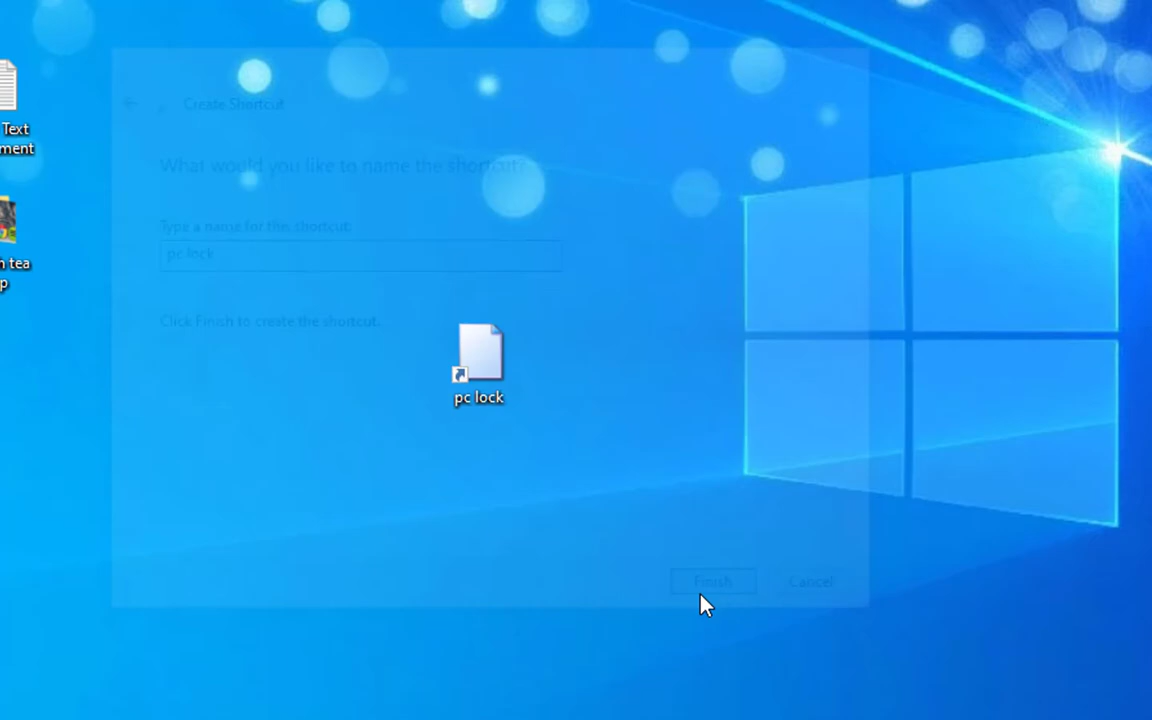 Text
ment
h tea
p
Create Shortcut
What would you like to name the shortcut?
Type a name for this shortcut:
pc lock
Click Finish to create the shortcut.
pc lock
Finish
Cancel